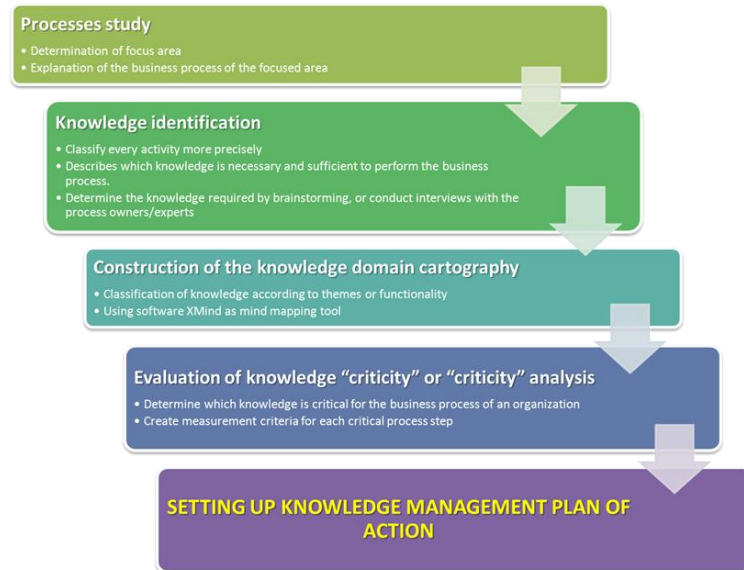 Processes study
• Determination of focus area
• Explanation of the business process of the focused area
Knowledge identification
• Classify every activity more precisely
• Describes which knowledge is necessary and sufficient to perform the business
process.
• Determine the knowledge required by brainstorming, or conduct interviews with the
process owners/experts
Construction of the knowledge domain cartography
• Classification of knowledge according to themes or functionality
• Using software XMind as mind mapping tool
Evaluation of knowledge “criticity” or “criticity” analysis
• Determine which knowledge is critical for the business process of an organization
• Create measurement criteria for each critical process step
SETTING UP KNOWLEDGE MANAGEMENT PLAN OF
ACTION